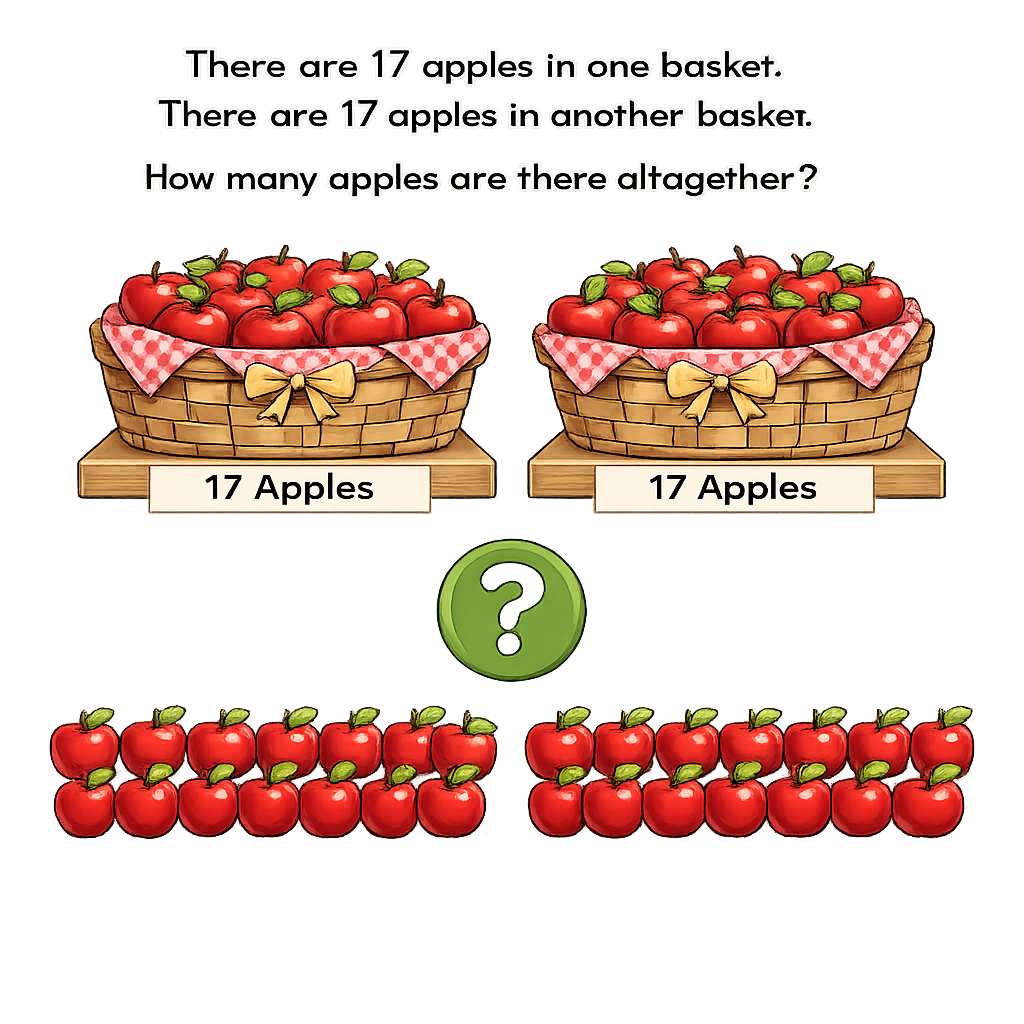 There are 17 apples in one basket.
There are 17 apples in another basket.
How many apples are there altagether?
17 Apples
17 Apples
?